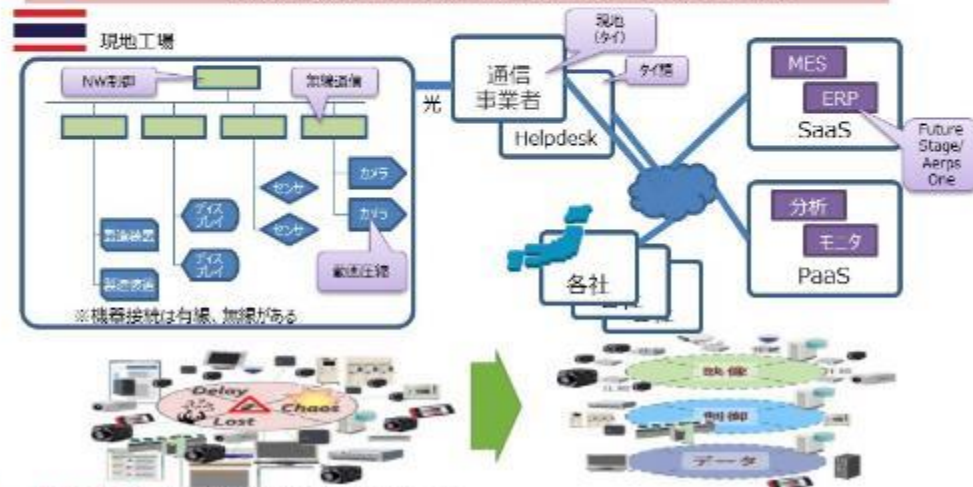 現地工場
NW制御
無線通信
センサ
センサ
カメラ
カメラ
ディス
プレイ
ディス
プレイ
製造装置
製造装置
動画圧縮
※機器接続は有線、無線がある
光
通信
事業者
現地
(タイ)
タイ語
Helpdesk
各社
MES
ERP
SaaS
Future
Stage/
Aerps
One
分析
モニタ
PaaS
Delay
Chaos
Lost
映像
制御
データ